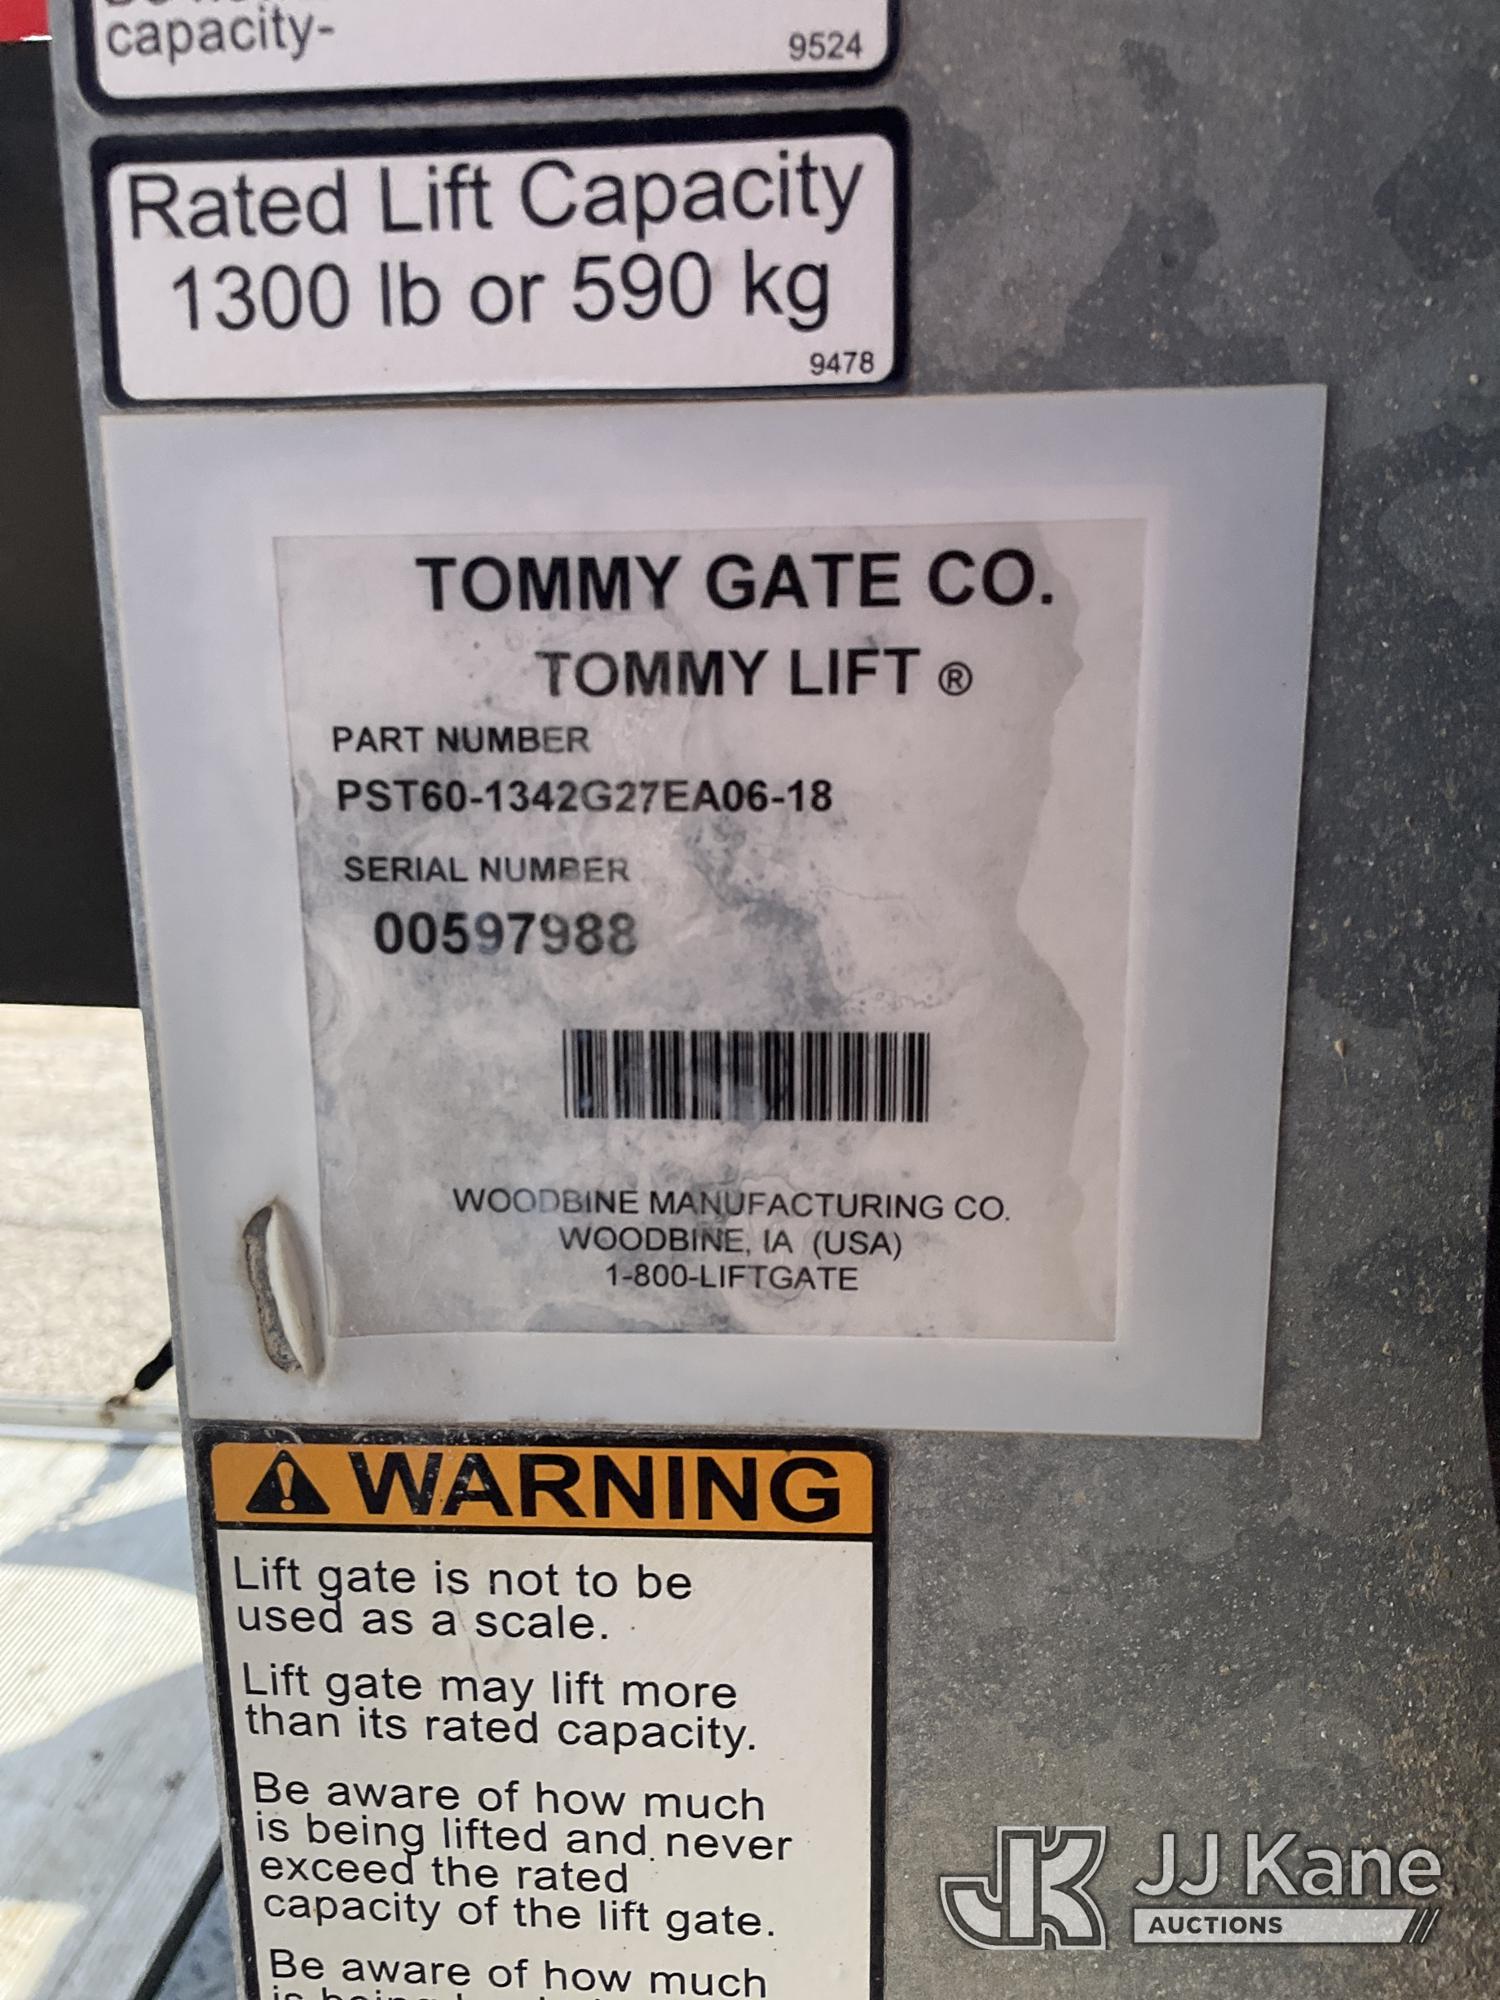 capacity-
9524
Rated Lift Capacity
1300 lb or 590 kg
9478
TOMMY GATE CO.
TOMMY LIFT ®
PART NUMBER
PST60-1342G27EA06-18
SERIAL NUMBER
00597988
WOODBINE MANUFACTURING CO.
WOODBINE, IA (USA)
1-800-LIFTGATE
WARNING
Lift gate is not to be
used as a scale.
Lift gate may lift more
than its rated capacity.
Be aware of how much
is being lifted and never
exceed the rated
capacity of the lift gate.
Be aware of how much
JJ Kane
AUCTIONS